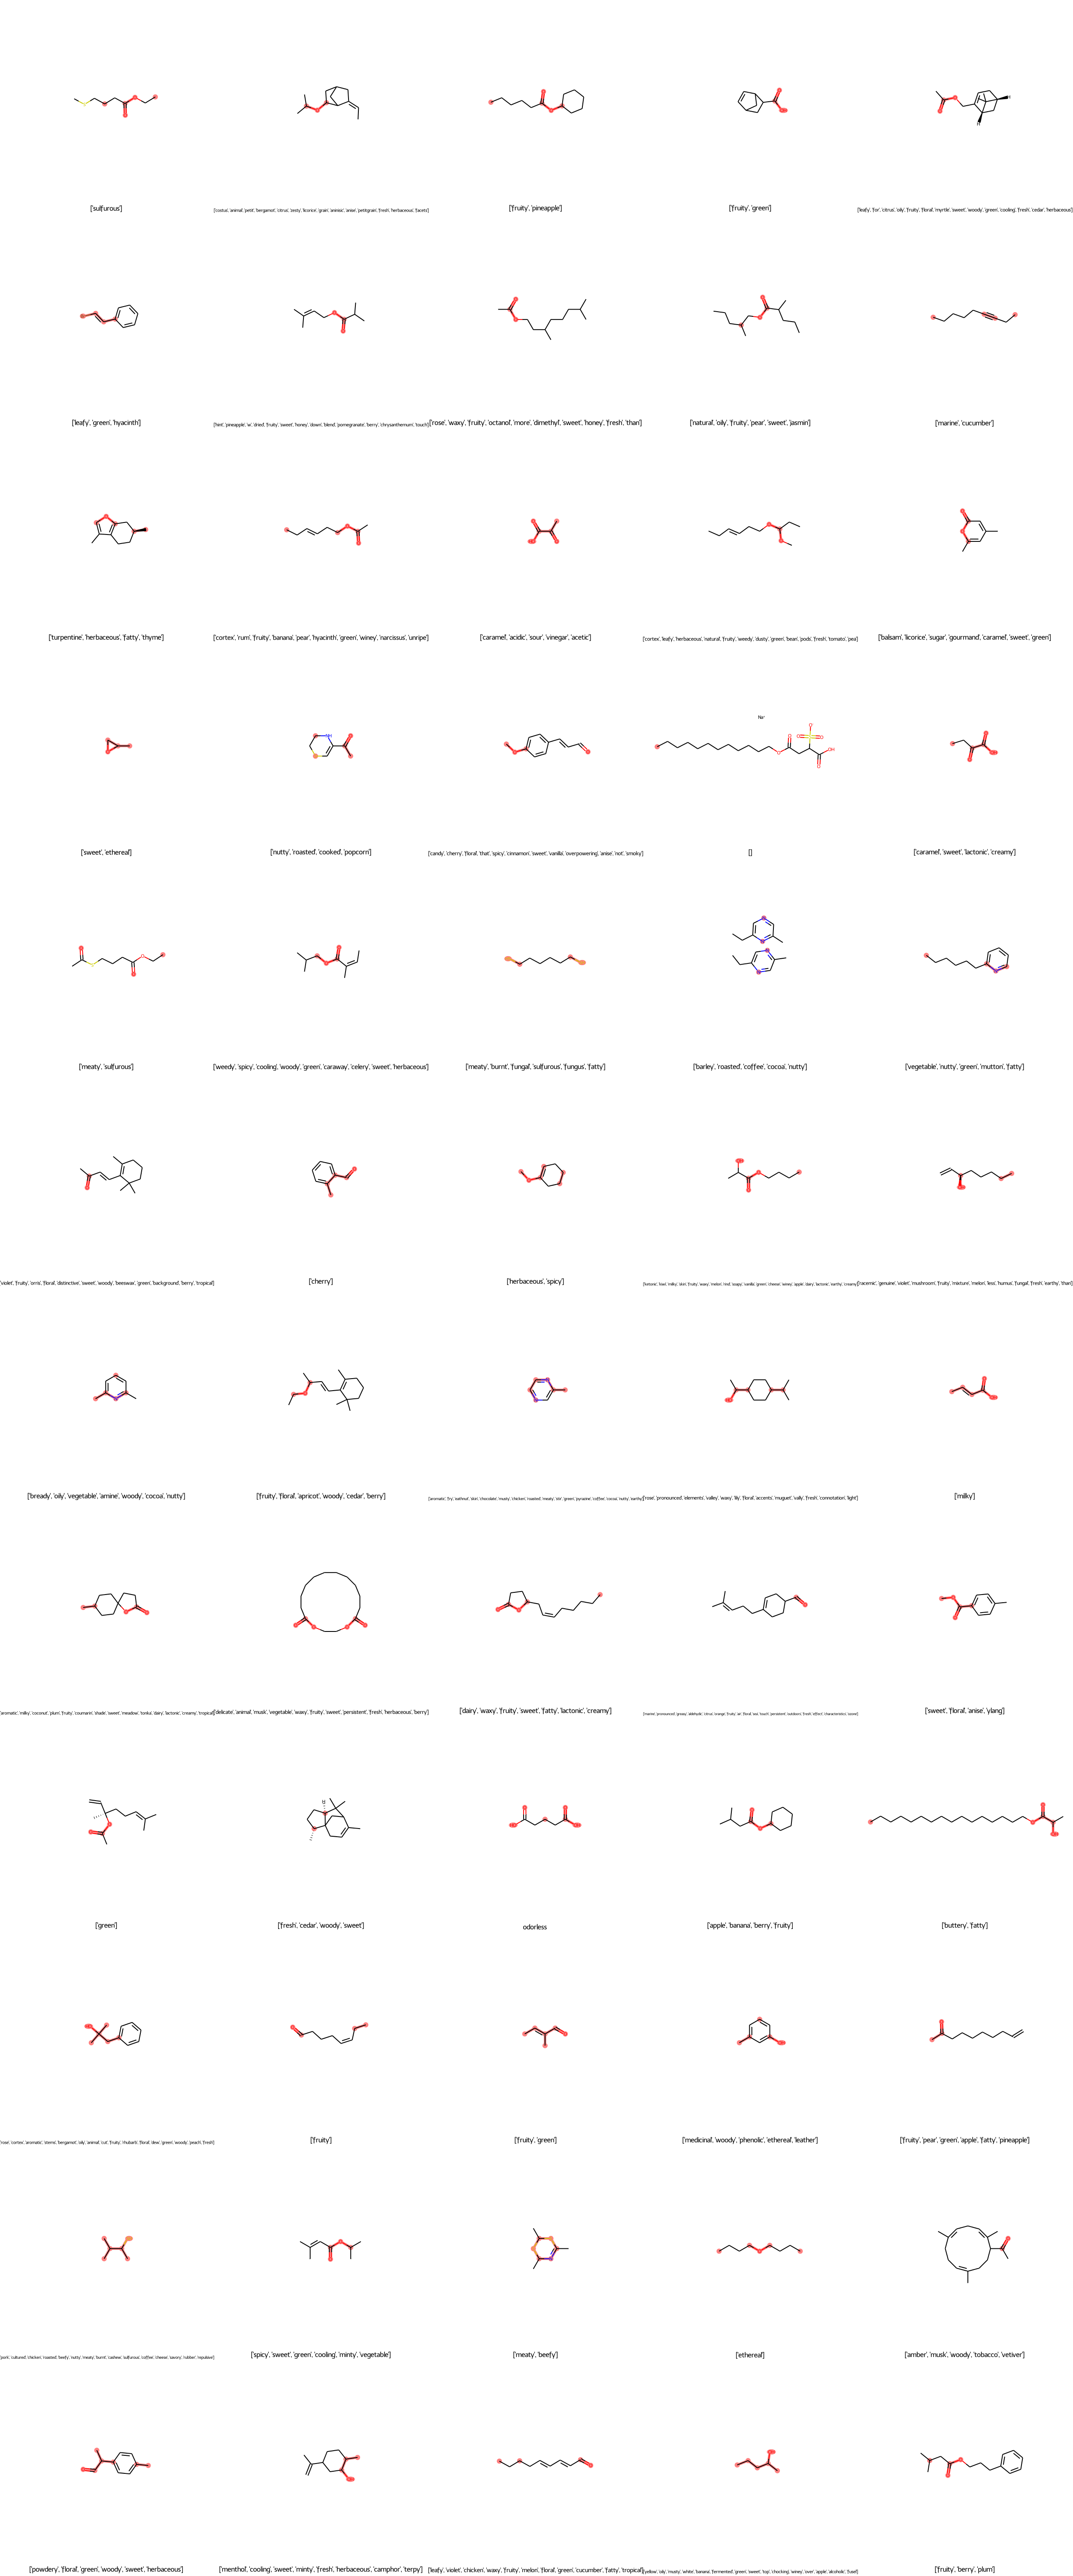 ['sulfurous']
['costus', 'animal', 'petit', 'bergamot', 'citrus', 'zesty', 'licorice', 'grain', 'anisise', 'anise', 'petitgrain', 'fresh', 'herbaceous', 'facets']
['fruity', 'pineapple']
['fruity', 'green']
['leafy', 'for', 'citrus', 'oily', 'fruity', 'floral', 'myrtle', 'sweet', 'woody', 'green', 'cooling', 'fresh', 'cedar', 'herbaceous']
['leafy', 'green', 'hyacinth']
['hint', 'pineapple', 'w', 'dried', 'fruity', 'sweet', 'honey', 'down', 'blend', 'pomegranate', 'berry', 'chrysanthemum', 'touch']
['rose', 'waxy', 'fruity', 'octanol', 'more', 'dimethyl', 'sweet', 'honey', 'fresh', 'than']
['natural', 'oily', 'fruity', 'pear', 'sweet', 'jasmin']
['marine', 'cucumber']
['turpentine', 'herbaceous', 'fatty', 'thyme']
['cortex', 'rum', 'fruity', 'banana', 'pear', 'hyacinth', 'green', 'winey', 'narcissus', 'unripe']
['caramel', 'acidic', 'sour', 'vinegar', 'acetic']
['cortex', 'leafy', 'herbaceous', 'natural', 'fruity', 'weedy', 'dusty', 'green', 'bean', 'pods', 'fresh', 'tomato', 'pea']
['balsam', 'licorice', 'sugar', 'gourmand', 'caramel', 'sweet', 'green']
['sweet', 'ethereal']
['nutty', 'roasted', 'cooked', 'popcorn']
['candy', 'cherry', 'floral', 'that', 'spicy', 'cinnamon', 'sweet', 'vanilla', 'overpowering', 'anise', 'not', 'smoky']
Na⁺
[]
['caramel', 'sweet', 'lactonic', 'creamy']
['meaty', 'sulfurous']
['weedy', 'spicy', 'cooling', 'woody', 'green', 'caraway', 'celery', 'sweet', 'herbaceous']
['meaty', 'burnt', 'fungal', 'sulfurous', 'fungus', 'fatty']
['barley', 'roasted', 'coffee', 'cocoa', 'nutty']
['vegetable', 'nutty', 'green', 'mutton', 'fatty']
'violet', 'fruity', 'orris', 'floral', 'distinctive', 'sweet', 'woody', 'beeswax', 'green', 'background', 'berry', 'tropical']
['cherry']
['herbaceous', 'spicy']
'milky', 'skin', 'fruity', 'waxy', 'melon', 'rind', 'soapy', 'vanilla', 'green', 'cheese', 'winey', 'apple', 'dairy', 'lactonic', 'earthy', 'creamy']
['racemic', 'genuine', 'violet', 'mushroom', 'fruity', 'mixture', 'melon', 'less', 'humus', 'fungal', 'fresh', 'earthy', 'than']
['bready', 'oily', 'vegetable', 'amine', 'woody', 'cocoa', 'nutty']
['fruity', 'floral', 'apricot', 'woody', 'cedar', 'berry']
'skin', 'chocolate', 'musty', 'chicken', 'roasted', 'meaty', 'green', 'pyrazine', 'coffee', 'cocoa', 'nutty', 'earthy']
['rose', 'pronounced', 'elements', 'valley', 'waxy', 'lily', 'floral', 'accents', 'muguet', 'really', 'fresh', 'connotation', 'light']
['milky']
'aromatic', 'milky', 'coconut', 'plum', 'fruity', 'coumarin', 'shade', 'sweet', 'meadow', 'tonka', 'dairy', 'lactonic', 'creamy', 'tropical']
['delicate', 'animal', 'musk', 'vegetable', 'waxy', 'fruity', 'sweet', 'persistent', 'fresh', 'herbaceous', 'berry']
['dairy', 'waxy', 'fruity', 'sweet', 'fatty', 'lactonic', 'creamy']
['marine', 'pronounced', 'greasy', 'aldehydic', 'citrus', 'orange', 'fruity', 'air', 'floral', 'sea', 'touch', 'persistent', 'outdoors', 'fresh', 'effect', 'characteristic', 'ozone']
['sweet', 'floral', 'anise', 'ylang']
['green']
['fresh', 'cedar', 'woody', 'sweet']
odorless
['apple', 'banana', 'berry', 'fruity']
['buttery', 'fatty']
'rose', 'cortex', 'aromatic', 'stems', 'bergamot', 'oily', 'animal', 'cut', 'fruity', 'rhubarb', 'floral', 'dew', 'green', 'woody', 'peach', 'fresh']
['fruity']
['fruity', 'green']
['medicinal', 'woody', 'phenolic', 'ethereal', 'leather']
['fruity', 'pear', 'green', 'apple', 'fatty', 'pineapple']
'pork', 'cultured', 'chicken', 'roasted', 'beefy', 'nutty', 'meaty', 'burnt', 'cashew', 'sulfurous', 'coffee', 'cheese', 'savory', 'rubber', 'repulsion']
['spicy', 'sweet', 'green', 'cooling', 'minty', 'vegetable']
['meaty', 'beefy']
['ethereal']
['amber', 'musk', 'woody', 'tobacco', 'vetiver']
['powdery', 'floral', 'green', 'woody', 'sweet', 'herbaceous']
['menthol', 'cooling', 'sweet', 'minty', 'fresh', 'herbaceous', 'camphor', 'terpy']
['leafy', 'violet', 'chicken', 'waxy', 'fruity', 'melon', 'floral', 'green', 'cucumber', 'fatty', 'tropical']
['yellow', 'oily', 'musty', 'white', 'banana', 'fermented', 'green', 'sweet', 'top', 'chocking', 'winey', 'over', 'apple', 'alcoholic', 'fusel']
['fruity', 'berry', 'plum']